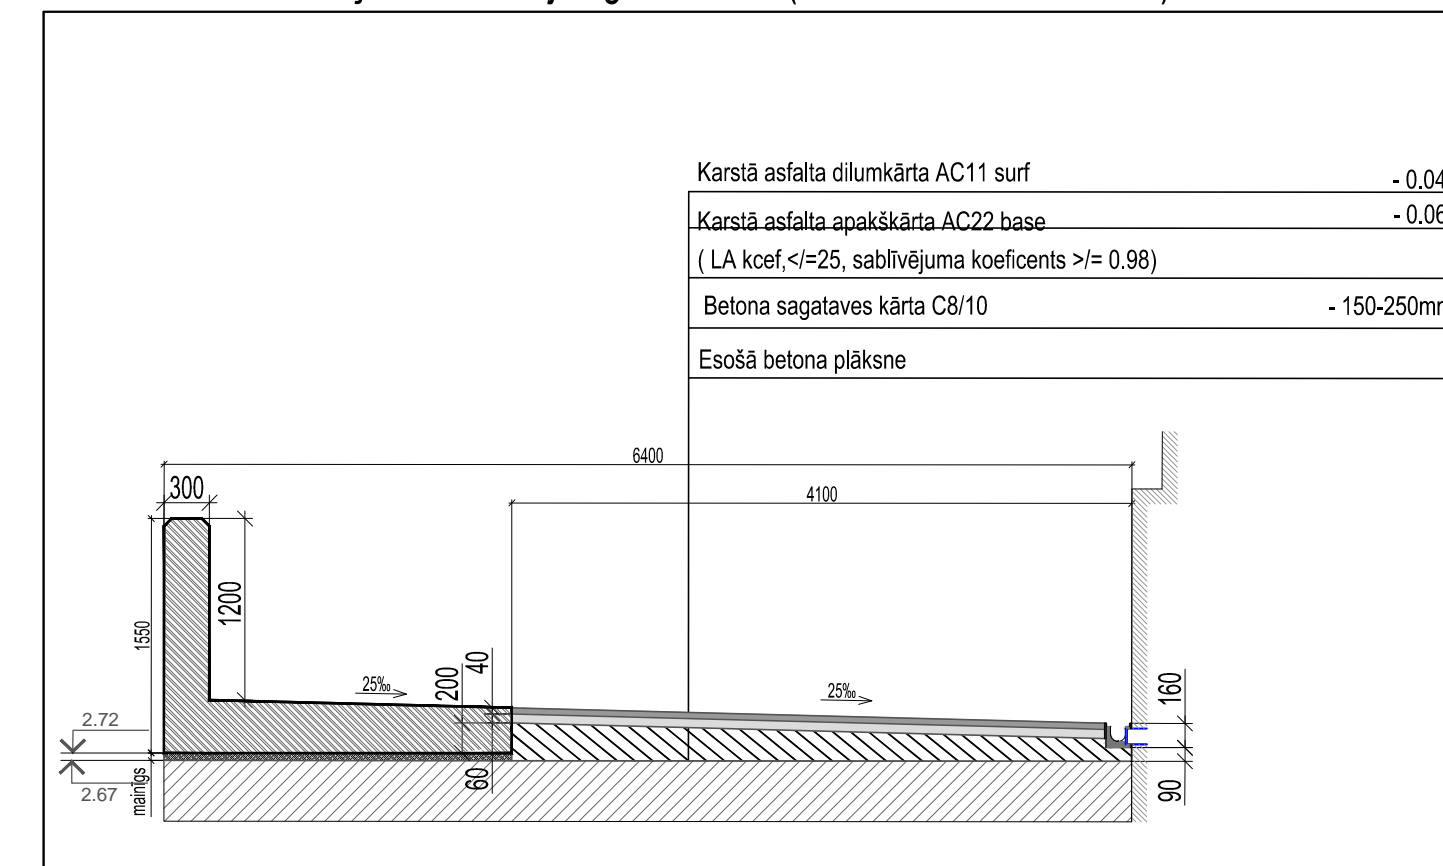 Karstā asfalta dilumkārta AC11 surf - 0.04
Karstā asfalta apakškārta AC22 base - 0.06
( LA kcef,</=25, sablīvējuma koeficents >/= 0.98)
Betona sagataves kārta C8/10 - 150-250m
Esošā betona plāksne
6400
300
4100
1200
1550
25‰
200
40
25‰
160
2.72
2.67
mainīgs
60
90